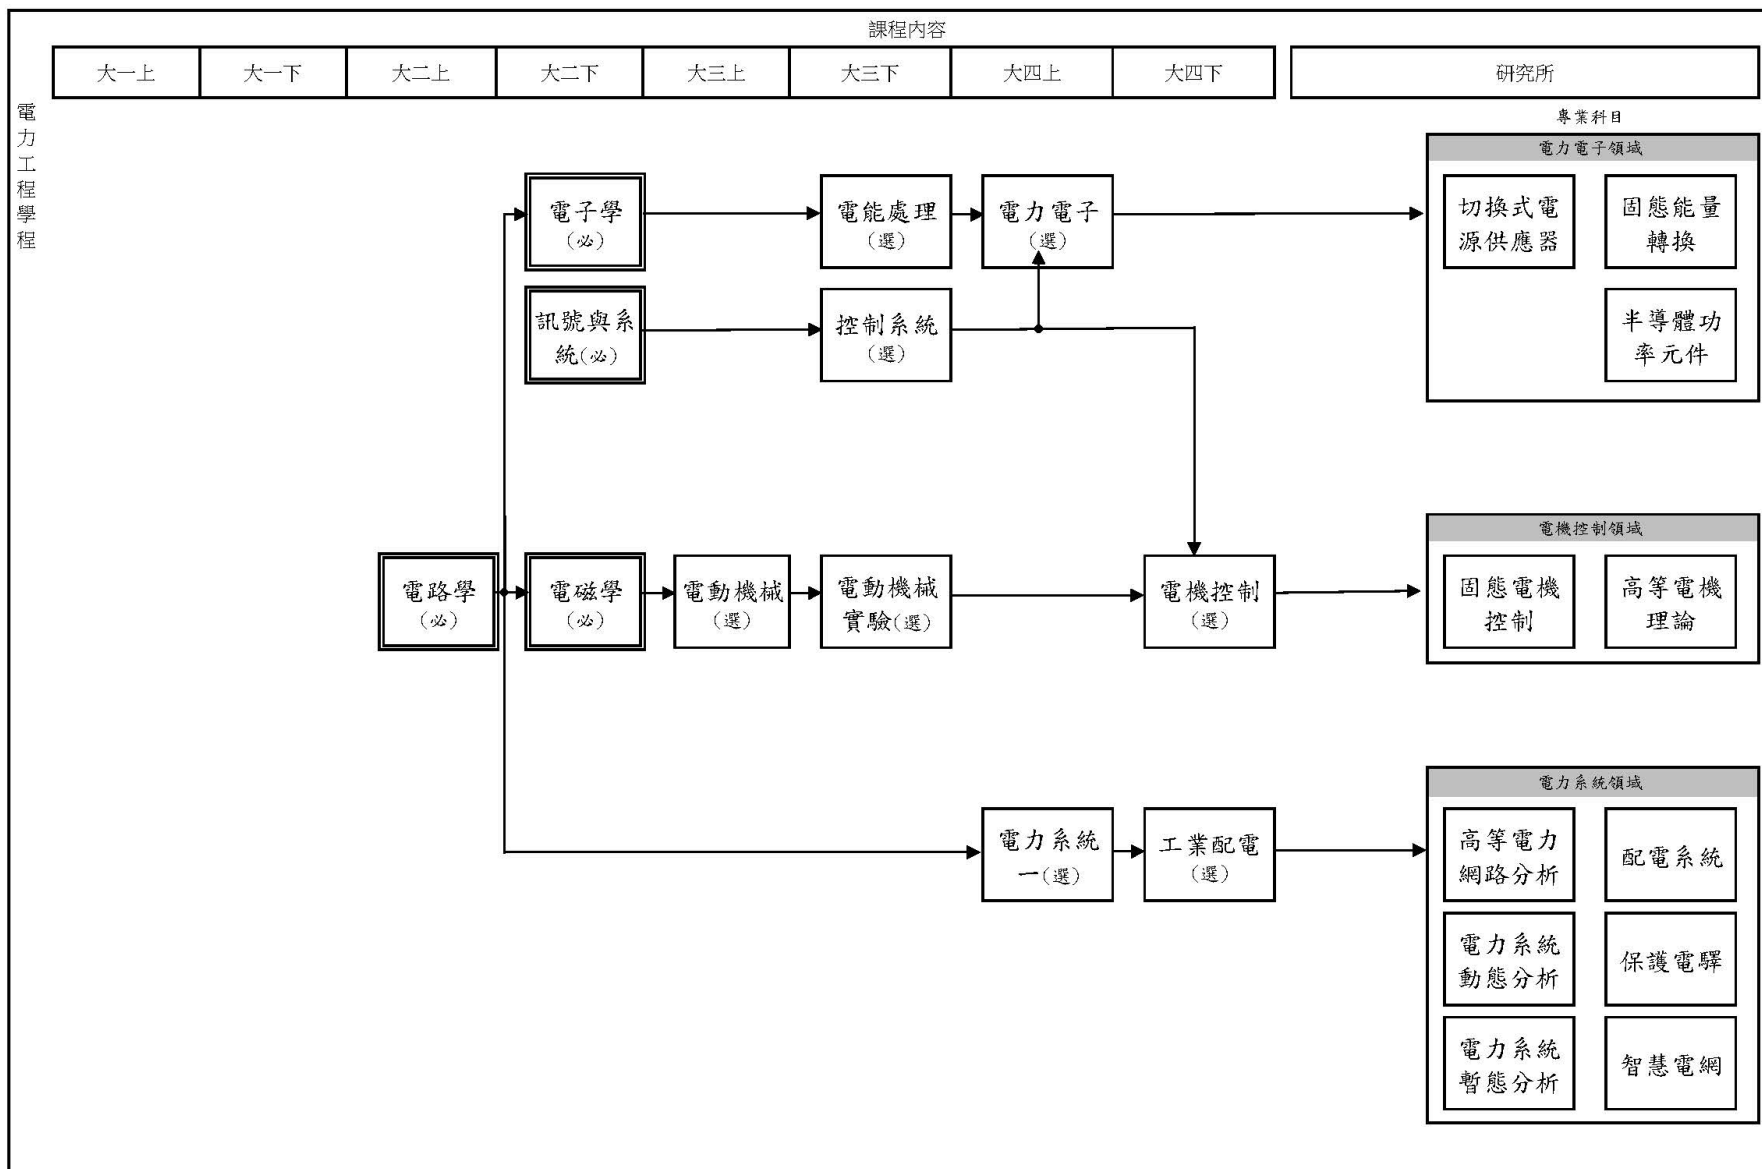 課程內容
大一上
大一下
大二上
大二下
大三上
大三下
大四上
大四下
研究所
電力工程學程
專業科目
電力電子領域
電子學
(必)
電能處理
(選)
電力電子
(選)
切換式電
源供應器
固態能量
轉換
訊號與系
統(必)
控制系統
(選)
半導體功
率元件
電機控制領域
電路學
(必)
電磁學
(必)
電動機械
(選)
電動機械
實驗(選)
電機控制
(選)
固態電機
控制
高等電機
理論
電力系統領域
電力系統
一(選)
工業配電
(選)
高等電力
網路分析
配電系統
電力系統
動態分析
保護電驛
電力系統
暫態分析
智慧電網